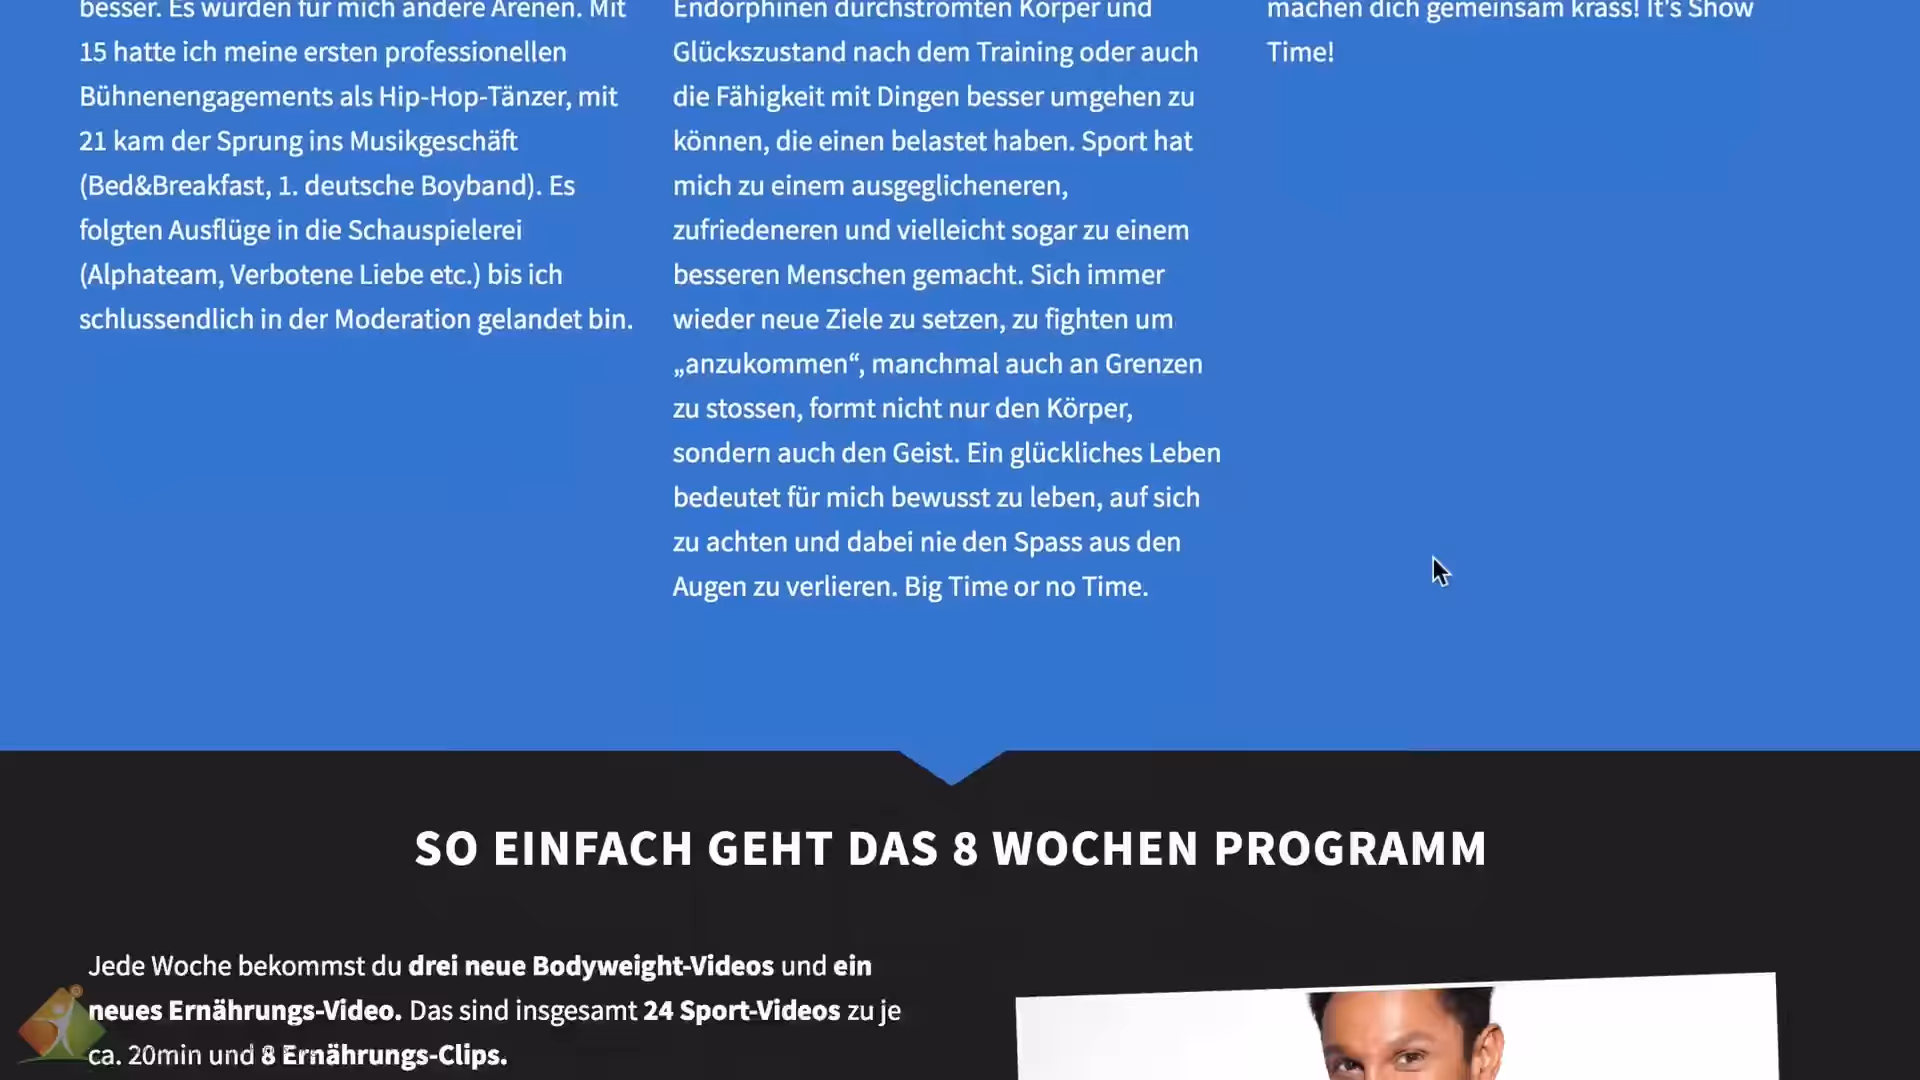 besser. Es wurden für mich andere Arenen. Mit
15 hatte ich meine ersten professionellen
Bühnenengagements als Hip-Hop-Tänzer, mit
21 kam der Sprung ins Musikgeschäft
(Bed&Breakfast, 1. deutsche Boyband). Es
folgten Ausflüge in die Schauspielerei
(Alphateam, Verbotene Liebe etc.) bis ich
schlussendlich in der Moderation gelandet bin.
Endorphinen durchströmten Körper und
Glückszustand nach dem Training oder auch
die Fähigkeit mit Dingen besser umgehen zu
können, die einen belastet haben. Sport hat
mich zu einem ausgeglicheneren,
zufriedeneren und vielleicht sogar zu einem
besseren Menschen gemacht. Sich immer
wieder neue Ziele zu setzen, zu fighten um
„anzukommen“, manchmal auch an Grenzen
zu stossen, formt nicht nur den Körper,
sondern auch den Geist. Ein glückliches Leben
bedeutet für mich bewusst zu leben, auf sich
zu achten und dabei nie den Spass aus den
Augen zu verlieren. Big Time or no Time.
machen dich gemeinsam krass! It's Show
Time!
SO EINFACH GEHT DAS 8 WOCHEN PROGRAMM
Jede Woche bekommst du drei neue Bodyweight-Videos und ein
neues Ernährungs-Video. Das sind insgesamt 24 Sport-Videos zu je
ca. 20min und 8 Ernährungs-Clips.